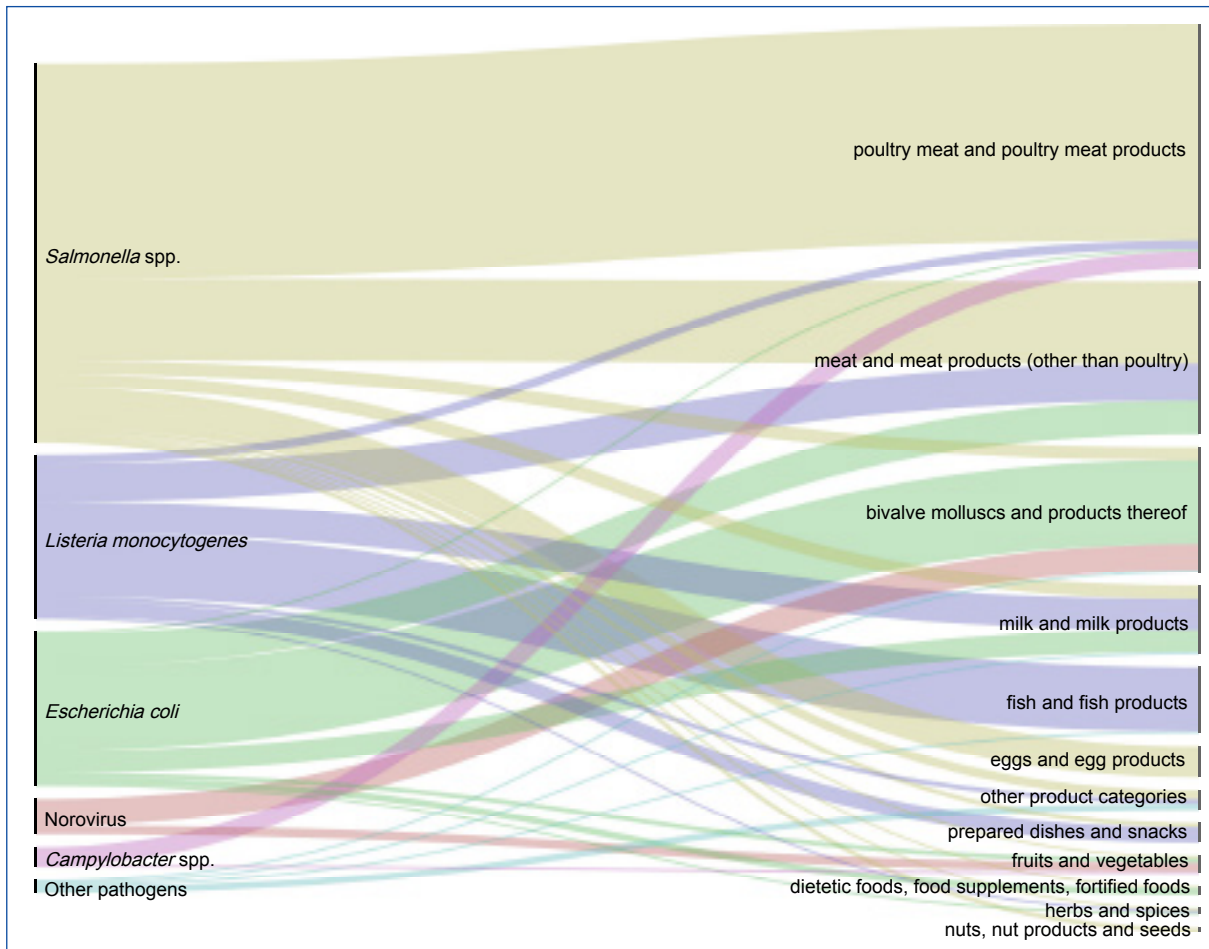 Salmonella spp.
Listeria monocytogenes
Escherichia coli
Norovirus
Campylobacter spp.
Other pathogens
poultry meat and poultry meat products
meat and meat products (other than poultry)
bivalve molluscs and products thereof
milk and milk products
fish and fish products
eggs and egg products
other product categories
prepared dishes and snacks
fruits and vegetables
dietetic foods, food supplements, fortified foods
herbs and spices
nuts, nut products and seeds